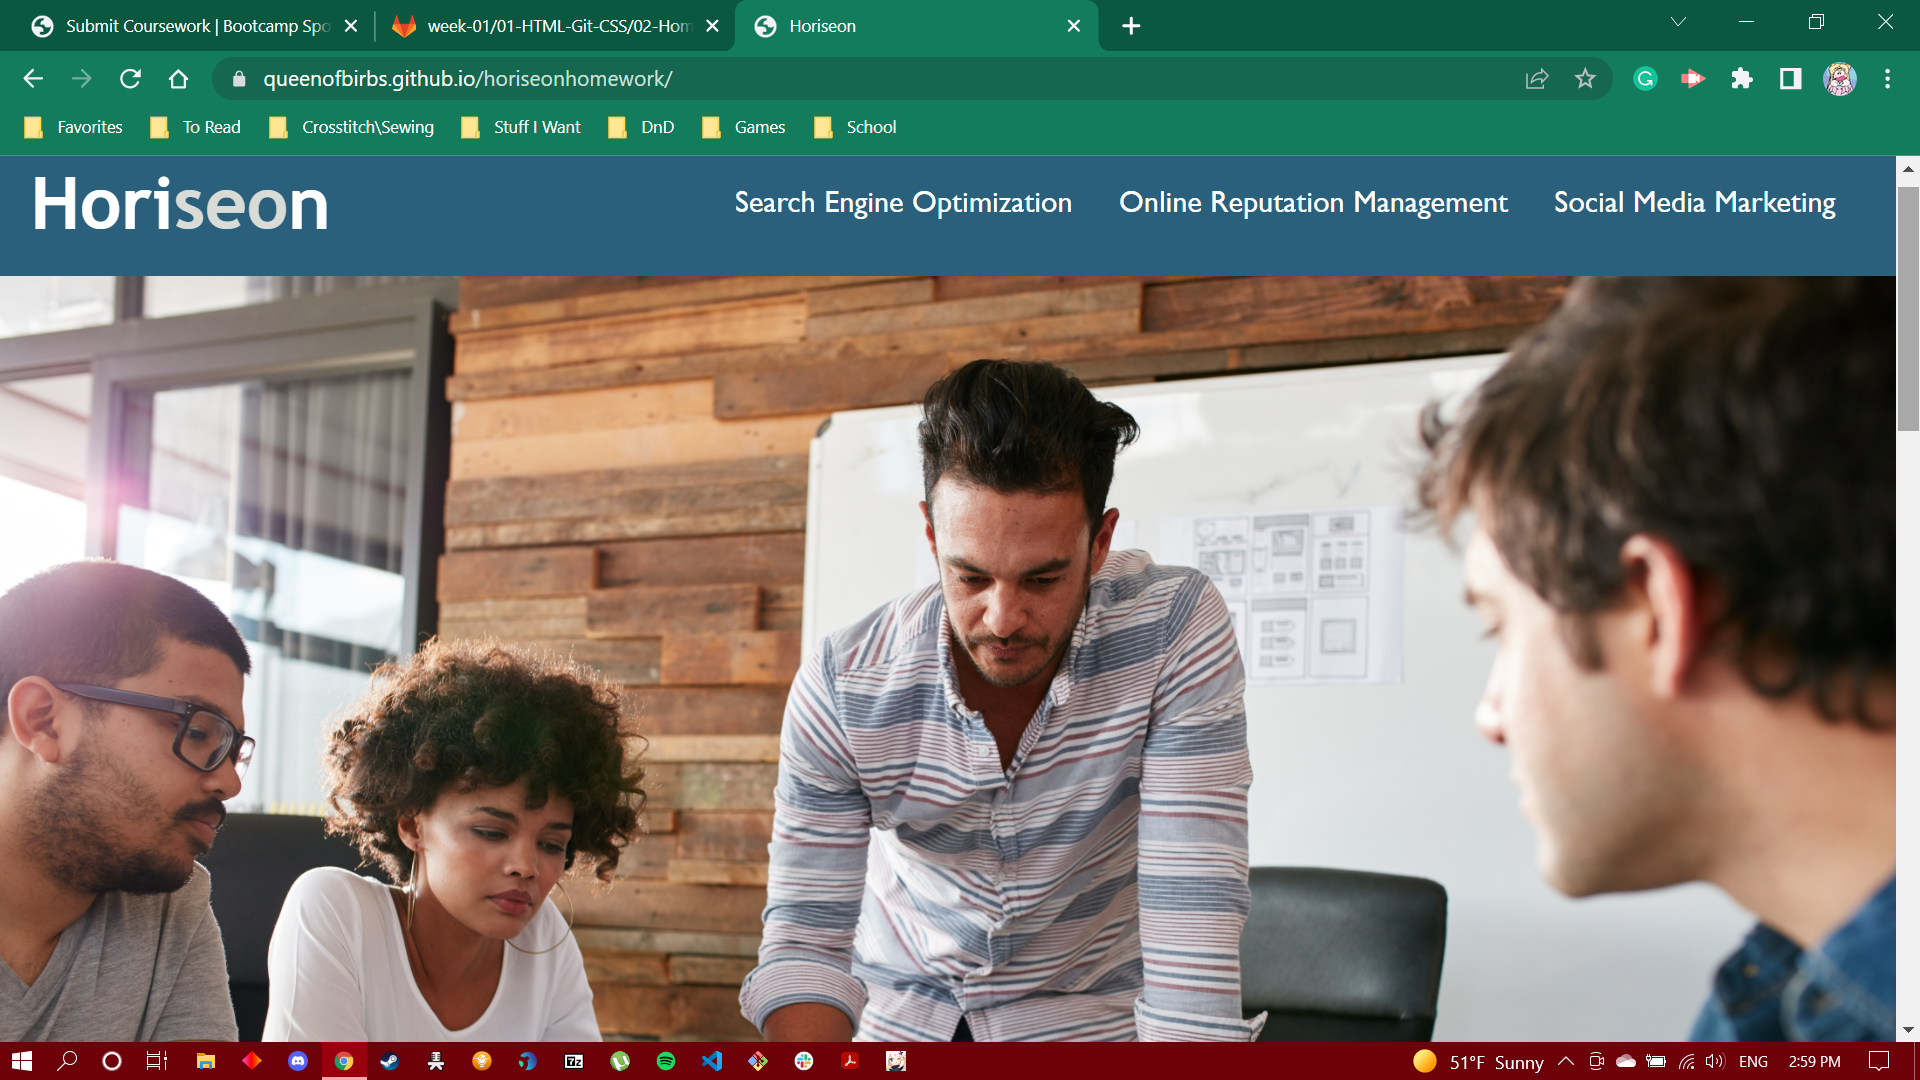 Submit Coursework | Bootcamp Spo
week-01/01-HTML-Git-CSS/02-Hom
Horiseon
queenofbirbs.github.io/horiseonhomework/
Favorites To Read Crosstitch\Sewing Stuff I Want DnD Games School
Horiseon Search Engine Optimization Online Reputation Management Social Media Marketing
51°F Sunny ENG 2:59 PM